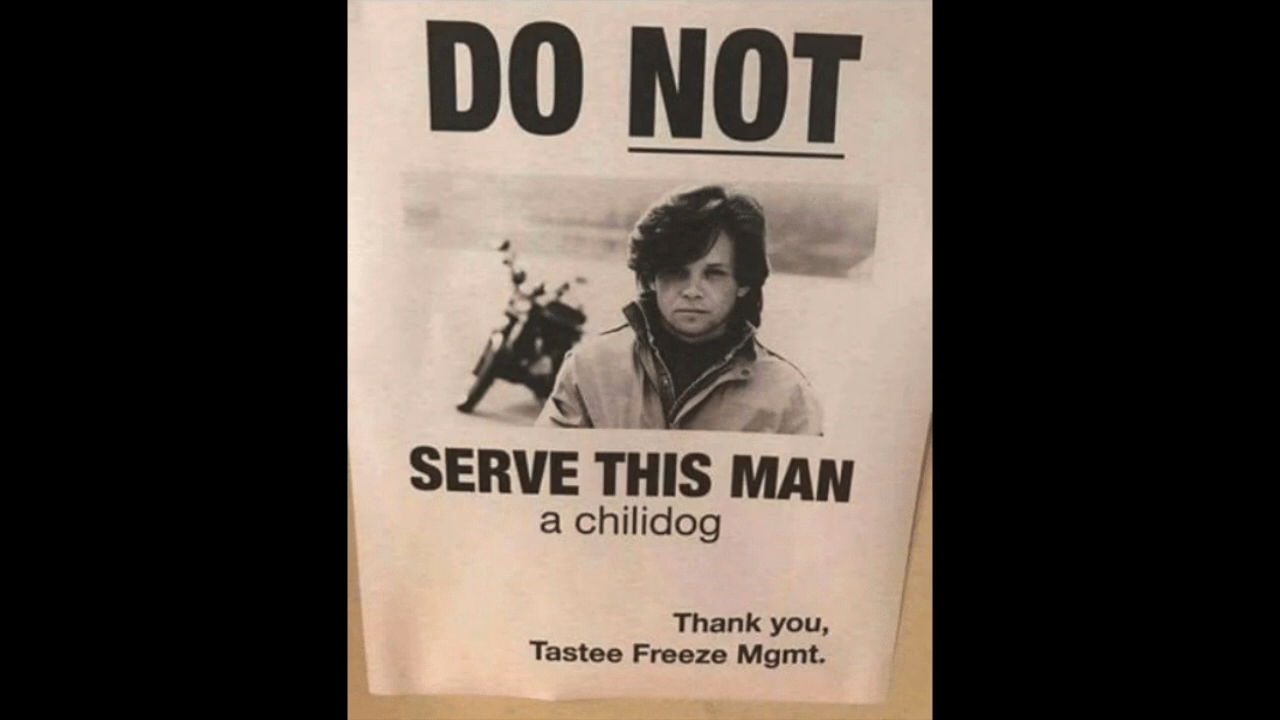 DO NOT
SERVE THIS MAN
a chilidog
Thank you,
Tastee Freeze Mgmt.